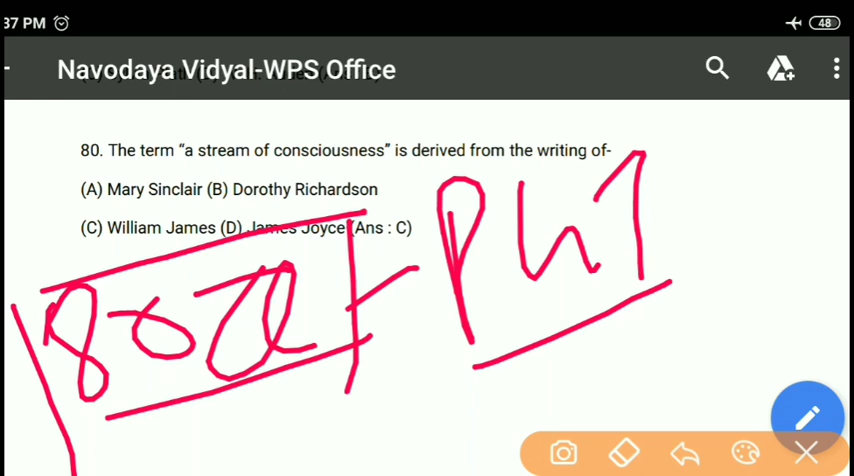 37 PM 48
Navodaya Vidyal-WPS Office
80. The term “a stream of consciousness” is derived from the writing of-
(A) Mary Sinclair (B) Dorothy Richardson
(C) William James (D) James Joyce (Ans : C)